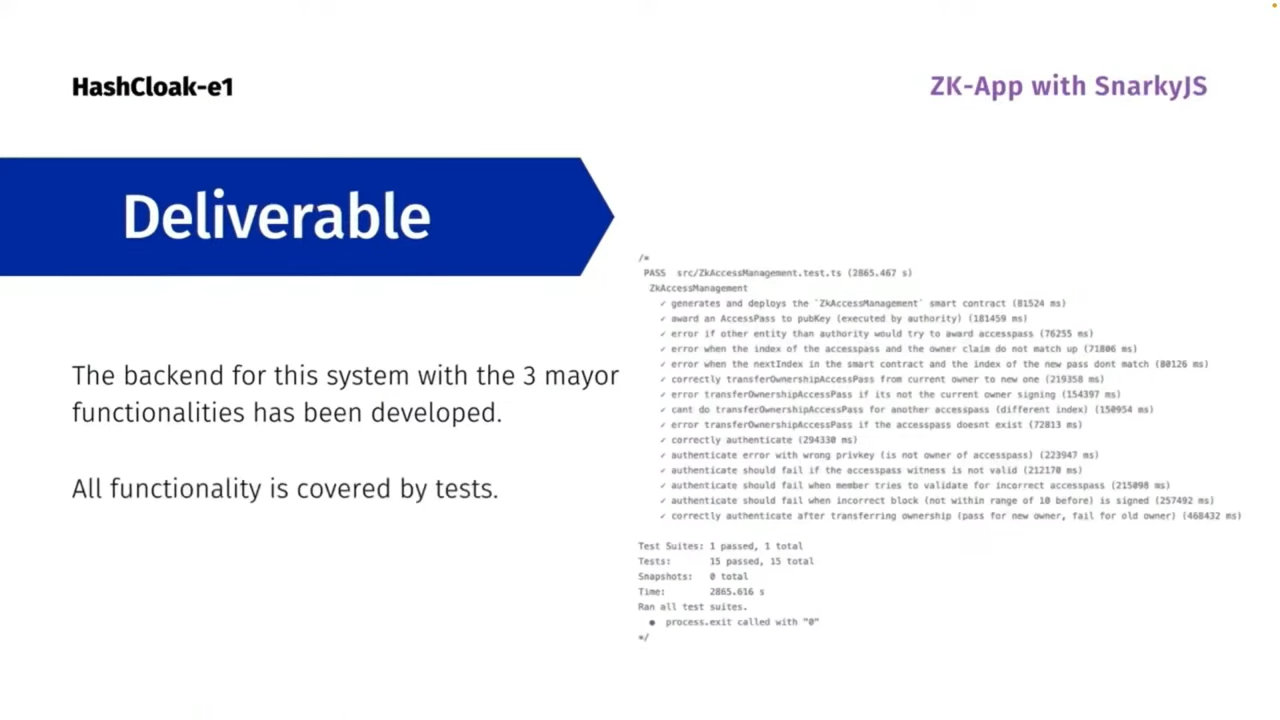 HashCloak-e1
ZK-App with SnarkyJS
Deliverable
The backend for this system with the 3 mayor
functionalities has been developed.
All functionality is covered by tests.
/*
PASS src/ZkAccessManagement.test.ts (2865.467 s)
ZkAccessManagement
✓ generates and deploys the `ZkAccessManagement` smart contract (81524 ms)
✓ award an AccessPass to pubKey (executed by authority) (181459 ms)
✓ error if other entity than authority would try to award accesspass (76255 ms)
✓ error when the index of the accesspass and the owner claim do not match up (71806 ms)
✓ error when the nextIndex in the smart contract and the index of the new pass dont match (80126 ms)
✓ correctly transferOwnershipAccessPass from current owner to new one (219358 ms)
✓ error transferOwnershipAccessPass if its not the current owner signing (154397 ms)
✓ cant do transferOwnershipAccessPass for another accesspass (different index) (150954 ms)
✓ error transferOwnershipAccessPass if the accesspass doesnt exist (72813 ms)
✓ correctly authenticate (294330 ms)
✓ authenticate error with wrong privkey (is not owner of accesspass) (223947 ms)
✓ authenticate should fail if the accesspass witness is not valid (212170 ms)
✓ authenticate should fail when member tries to validate for incorrect accesspass (215098 ms)
✓ authenticate should fail when incorrect block (not within range of 10 before) is signed (257492 ms)
✓ correctly authenticate after transferring ownership (pass for new owner, fail for old owner) (468432 ms)
Test Suites: 1 passed, 1 total
Tests: 15 passed, 15 total
Snapshots: 0 total
Time: 2865.616 s
Ran all test suites.
● process.exit called with "0"
*/